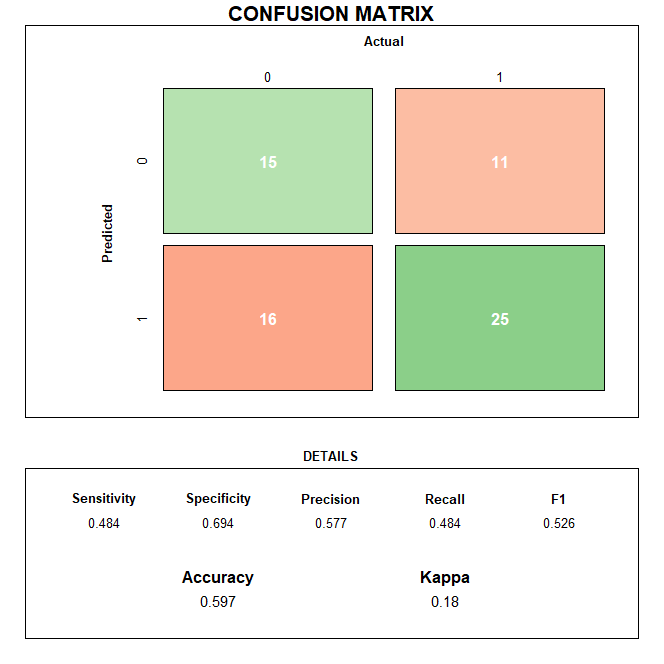 CONFUSION MATRIX
Actual
0 1
0
15 11
Predicted
1
16 25
DETAILS
Sensitivity Specificity Precision Recall F1
0.484 0.694 0.577 0.484 0.526
Accuracy Kappa
0.597 0.18